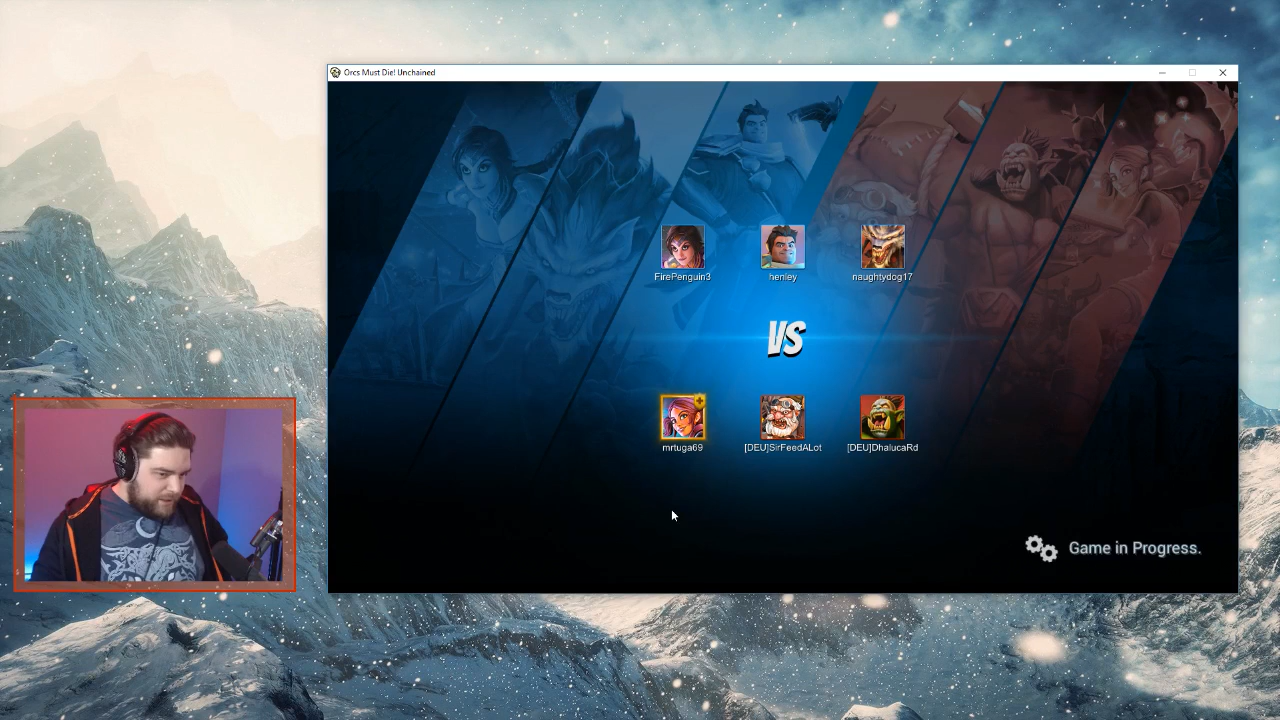 Orcs Must Die! Unchained
FirePenguin3 henley naughtydog17
VS
mrtuga69 [DEU]SirFeedALot [DEU]DhalucaRd
Game in Progress.